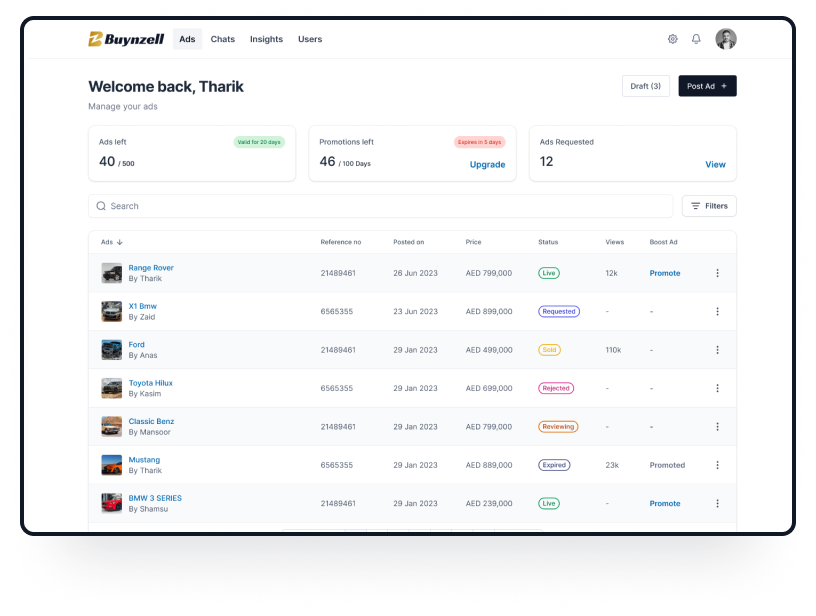 Buynzell Ads Chats Insights Users
Welcome back, Tharik
Draft (3) Post Ad +
Manage your ads
Ads left Valid for 20 days
40 / 500
Promotions left Expires in 5 days
46 / 100 Days Upgrade
Ads Requested
12 View
Search Filters
Ads Reference no Posted on Price Status Views Boost Ad
Range Rover
By Tharik
21489461 26 Jun 2023 AED 799,000 Live 12k Promote
X1 Bmw
By Zaid
6565355 23 Jun 2023 AED 899,000 Requested - -
Ford
By Anas
21489461 29 Jan 2023 AED 499,000 Sold 110k -
Toyota Hilux
By Kasim
6565355 29 Jan 2023 AED 699,000 Rejected - -
Classic Benz
By Mansoor
21489461 29 Jan 2023 AED 799,000 Reviewing - -
Mustang
By Tharik
6565355 29 Jan 2023 AED 889,000 Expired 23k Promoted
BMW 3 SERIES
By Shamsu
21489461 29 Jan 2023 AED 239,000 Live - Promote